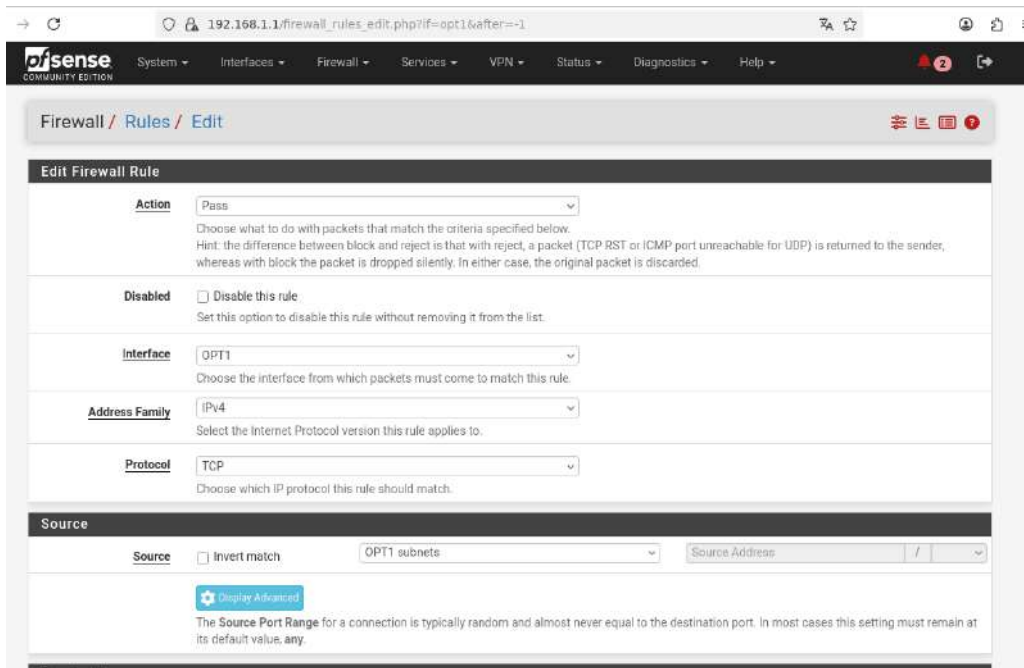 192.168.1.1/firewall_rules_edit.php?if=opt1&after=-1
pfsense
COMMUNITY EDITION
System Interfaces Firewall Services VPN Status Diagnostics Help 2
Firewall / Rules / Edit
Edit Firewall Rule
Action Pass
Choose what to do with packets that match the criteria specified below.
Hint: the difference between block and reject is that with reject, a packet (TCP RST or ICMP port unreachable for UDP) is returned to the sender,
whereas with block the packet is dropped silently. In either case, the original packet is discarded.
Disabled Disable this rule
Set this option to disable this rule without removing it from the list.
Interface OPT1
Choose the interface from which packets must come to match this rule.
Address Family IPv4
Select the Internet Protocol version this rule applies to.
Protocol TCP
Choose which IP protocol this rule should match.
Source
Source Invert match OPT1 subnets Source Address /
Display Advanced
The Source Port Range for a connection is typically random and almost never equal to the destination port. In most cases this setting must remain at
its default value, any.